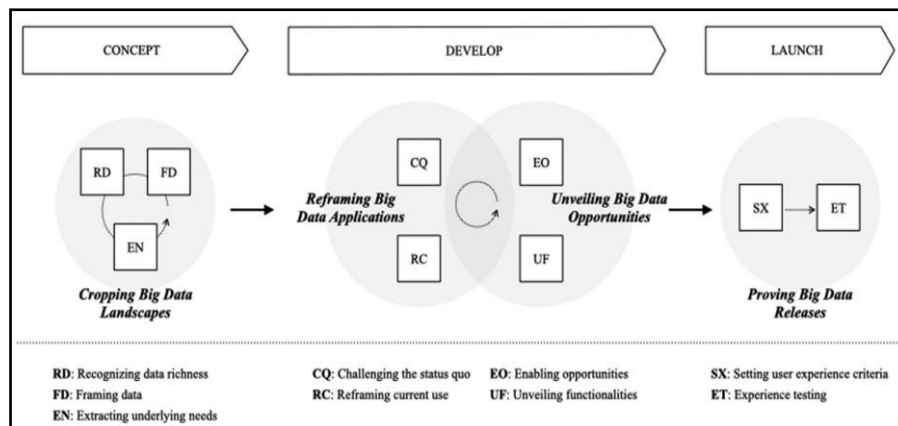 CONCEPT
DEVELOP
LAUNCH
RD
FD
EN
Cropping Big Data
Landscapes
CQ
RC
Reframing Big
Data Applications
EO
UF
Unveiling Big Data
Opportunities
SX
ET
Proving Big Data
Releases
RD: Recognizing data richness
FD: Framing data
EN: Extracting underlying needs
CQ: Challenging the status quo
RC: Reframing current use
EO: Enabling opportunities
UF: Unveiling functionalities
SX: Setting user experience criteria
ET: Experience testing